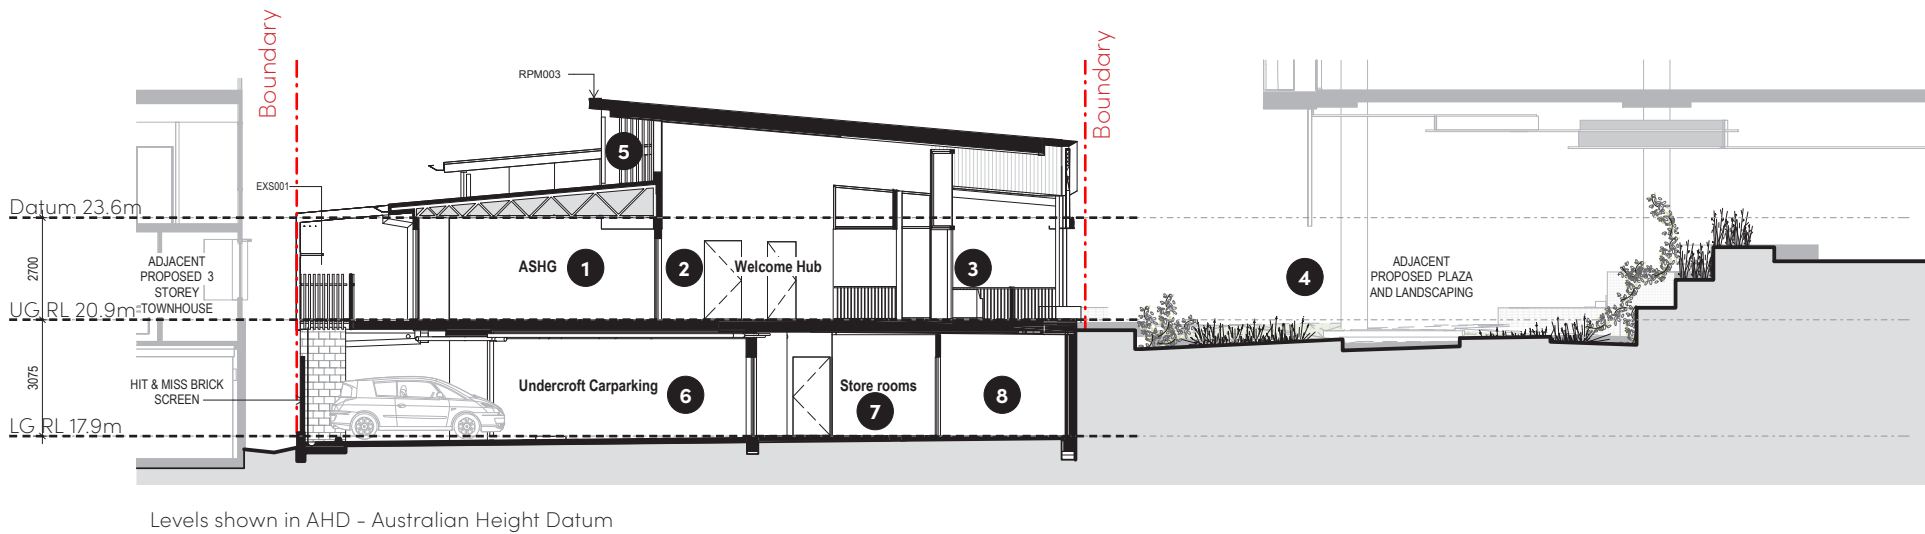 Boundary
Boundary
RPM003
5
EXS001
Datum 23.6m
2700
ADJACENT
PROPOSED 3
STOREY
TOWNHOUSE
ASHG
1
2
Welcome Hub
3
4
ADJACENT
PROPOSED PLAZA
AND LANDSCAPING
UG RL 20.9m
3075
HIT & MISS BRICK
SCREEN
Undercroft Carparking
6
Store rooms
7
8
LG RL 17.9m
Levels shown in AHD - Australian Height Datum